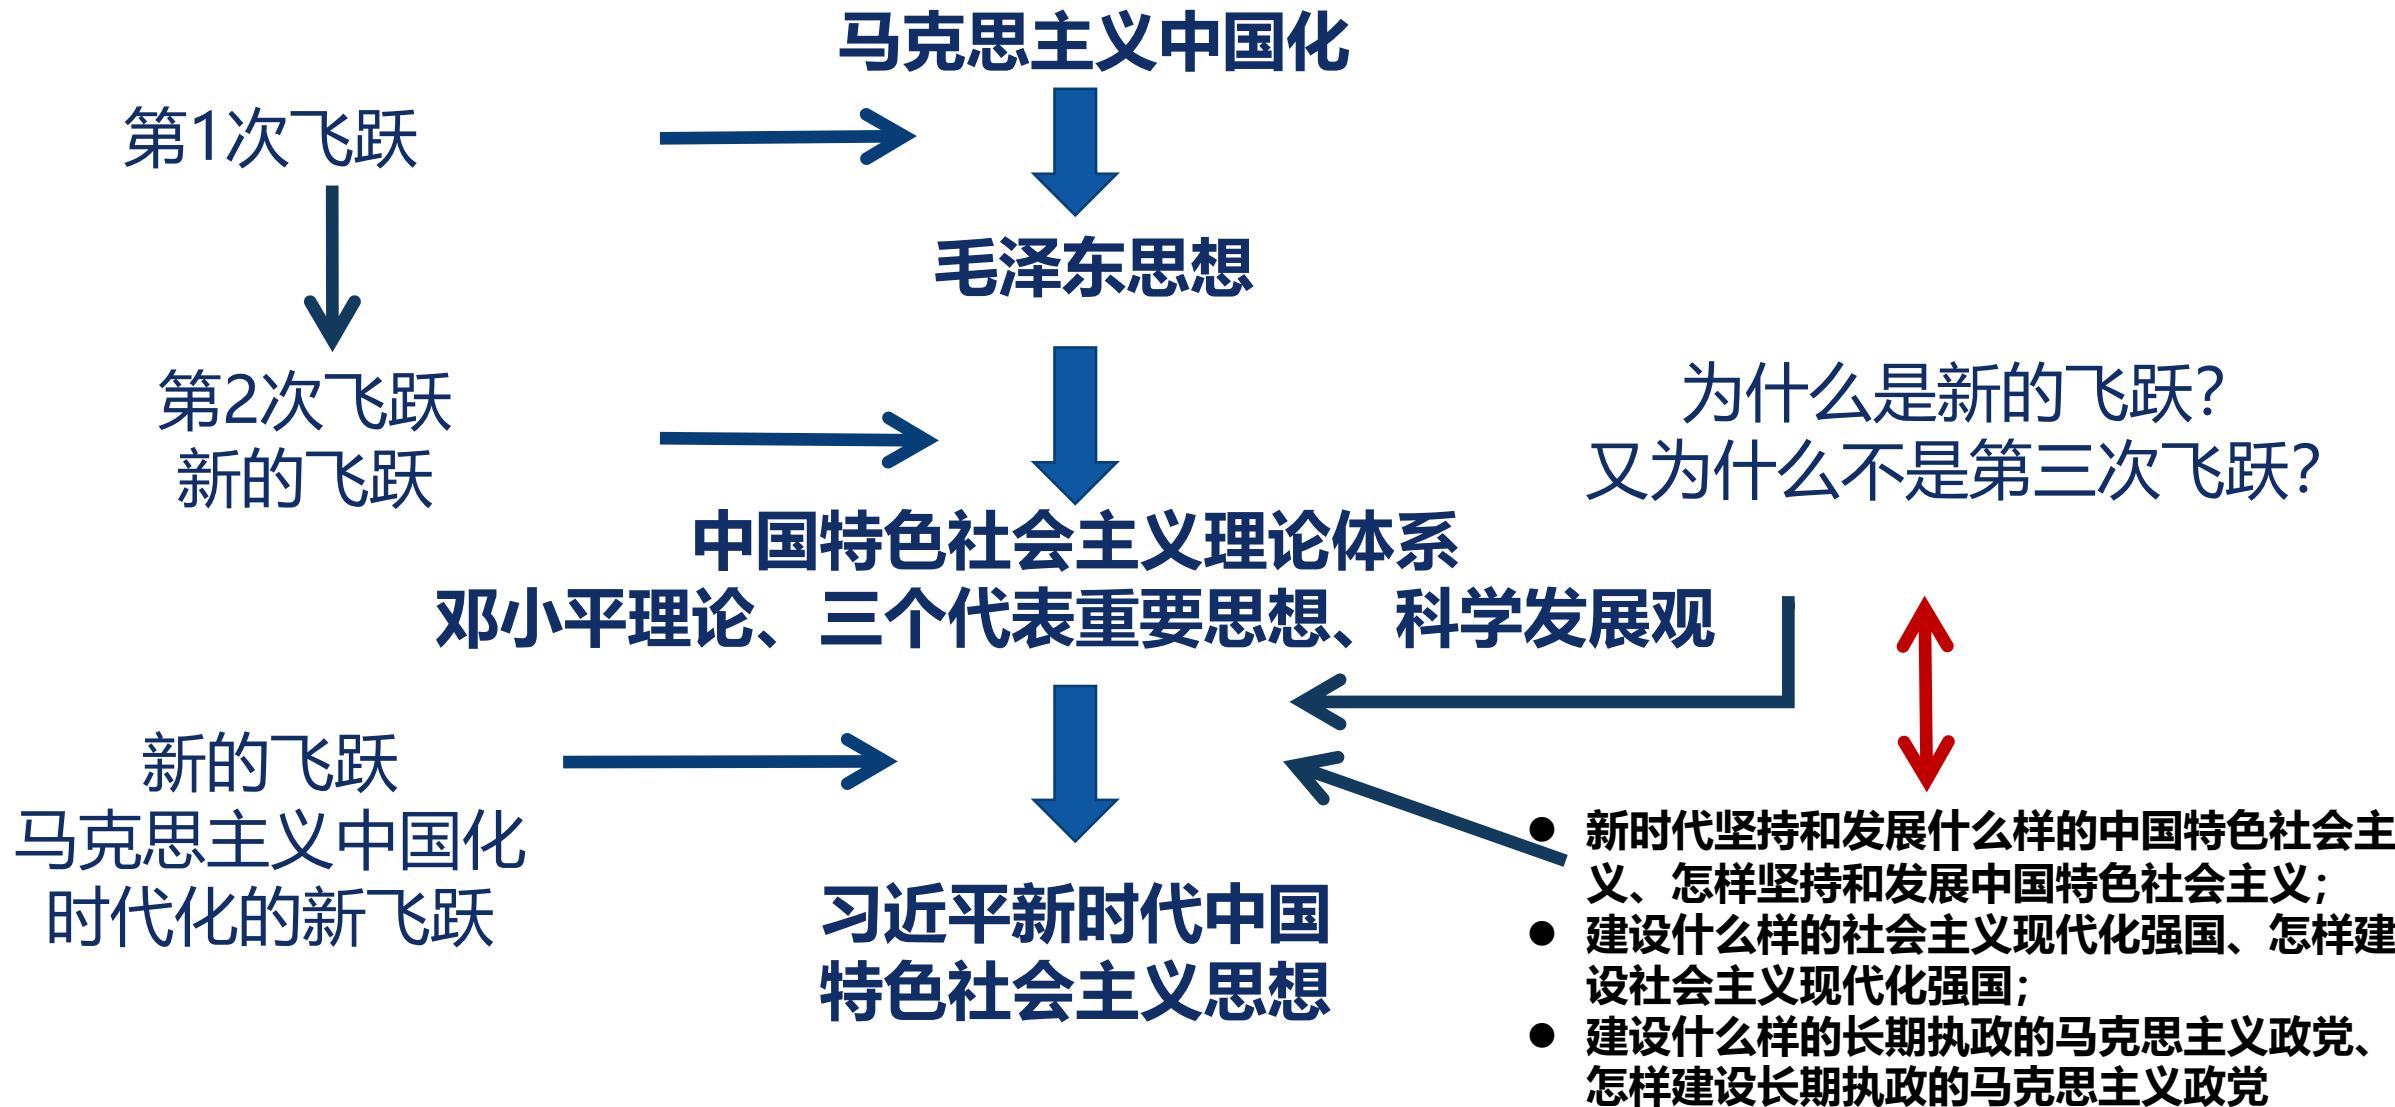 马克思主义中国化
第1次飞跃
毛泽东思想
第2次飞跃
新的飞跃
为什么是新的飞跃？
又为什么不是第三次飞跃？
中国特色社会主义理论体系
邓小平理论、三个代表重要思想、科学发展观
新的飞跃
马克思主义中国化
时代化的新飞跃
习近平新时代中国
特色社会主义思想
● 新时代坚持和发展什么样的中国特色社会主
义、怎样坚持和发展中国特色社会主义；
● 建设什么样的社会主义现代化强国、怎样建
设社会主义现代化强国；
● 建设什么样的长期执政的马克思主义政党、
怎样建设长期执政的马克思主义政党